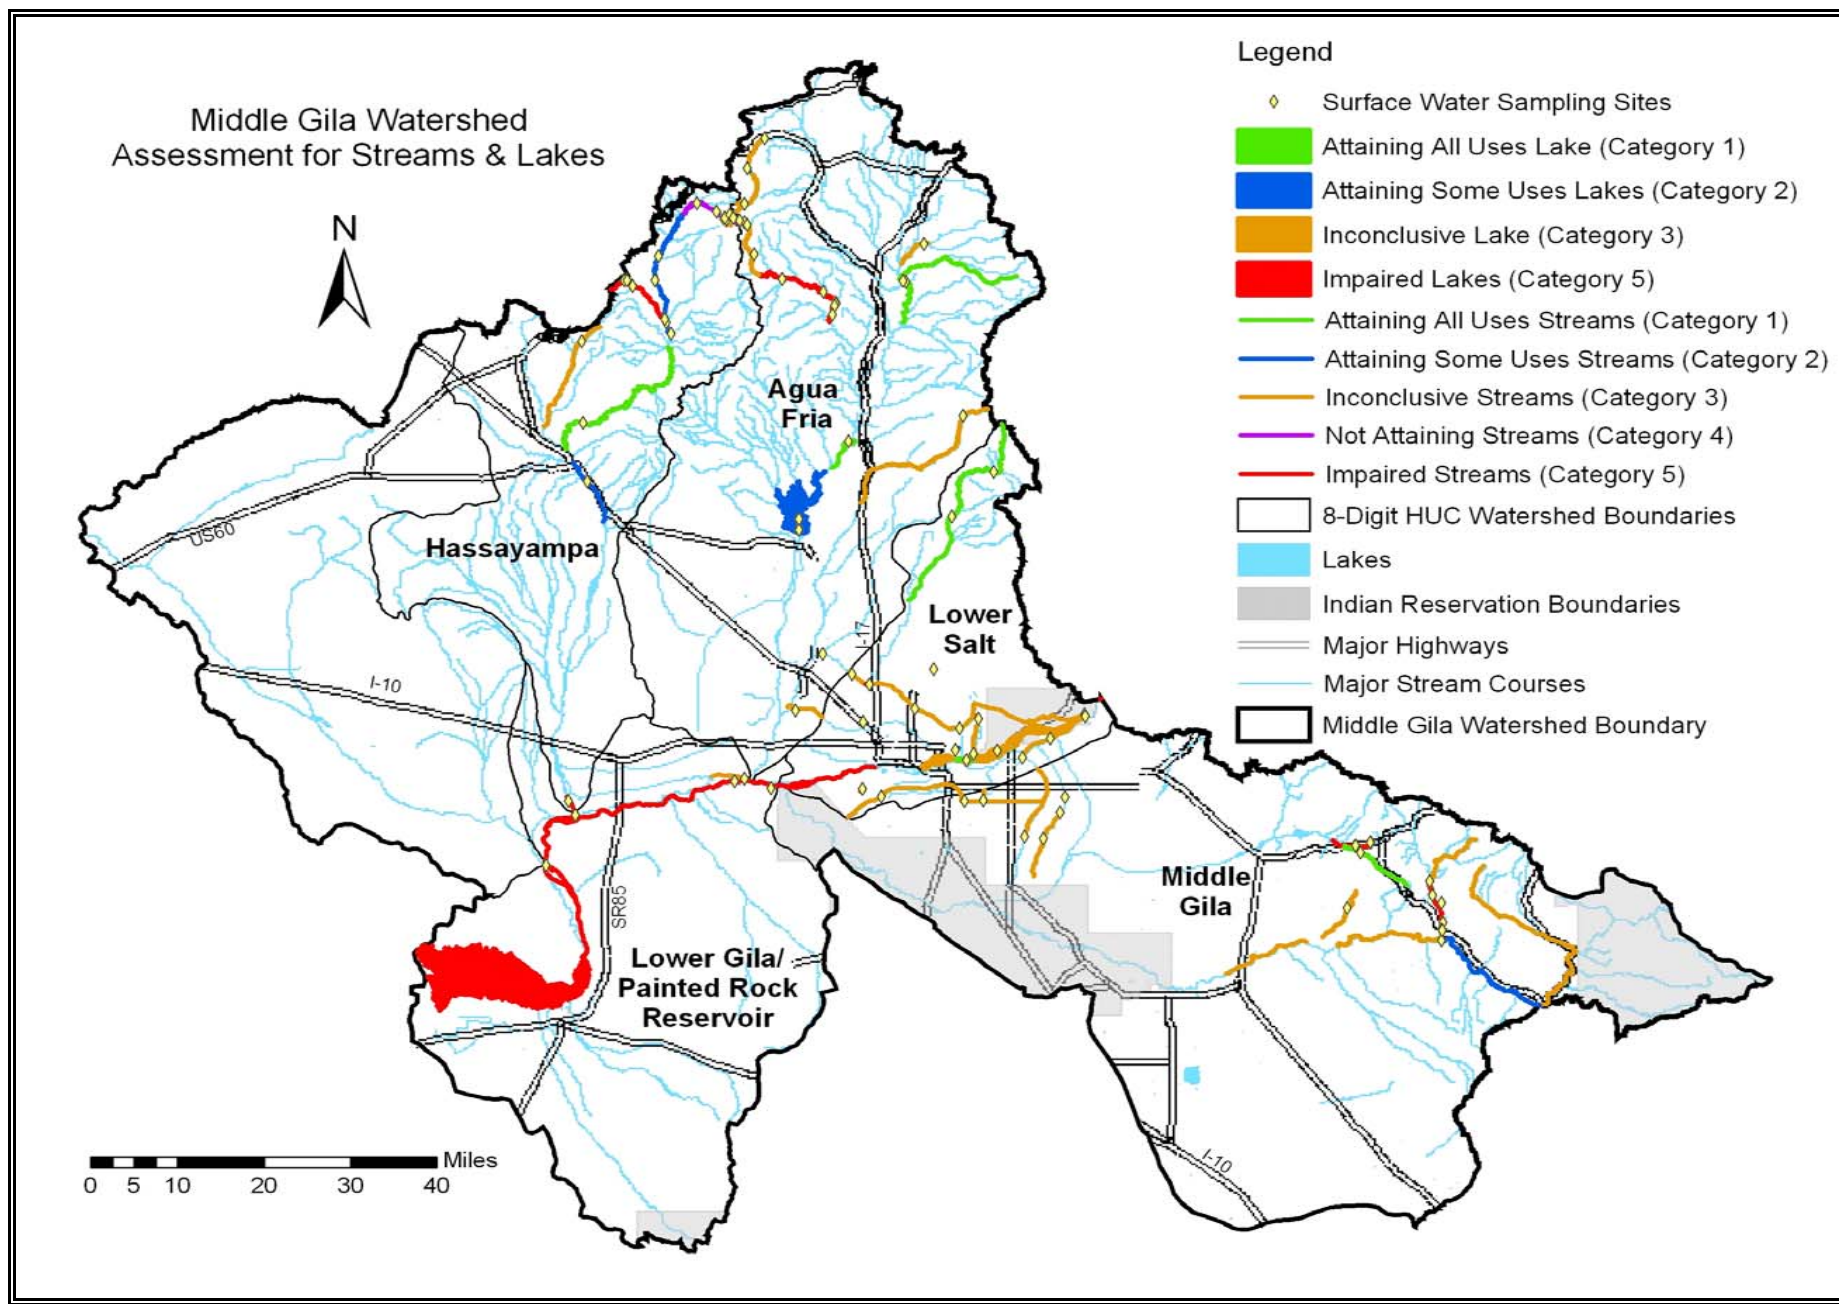 Middle Gila Watershed
Assessment for Streams & Lakes
N
Legend
Surface Water Sampling Sites
Attaining All Uses Lake (Category 1)
Attaining Some Uses Lakes (Category 2)
Inconclusive Lake (Category 3)
Impaired Lakes (Category 5)
Attaining All Uses Streams (Category 1)
Attaining Some Uses Streams (Category 2)
Inconclusive Streams (Category 3)
Not Attaining Streams (Category 4)
Impaired Streams (Category 5)
8-Digit HUC Watershed Boundaries
Lakes
Indian Reservation Boundaries
Major Highways
Major Stream Courses
Middle Gila Watershed Boundary
Agua
Fria
US60
Hassayampa
Lower
Salt
I-17
I-10
Middle
Gila
SR85
Lower Gila/
Painted Rock
Reservoir
I-10
Miles
0 5 10 20 30 40